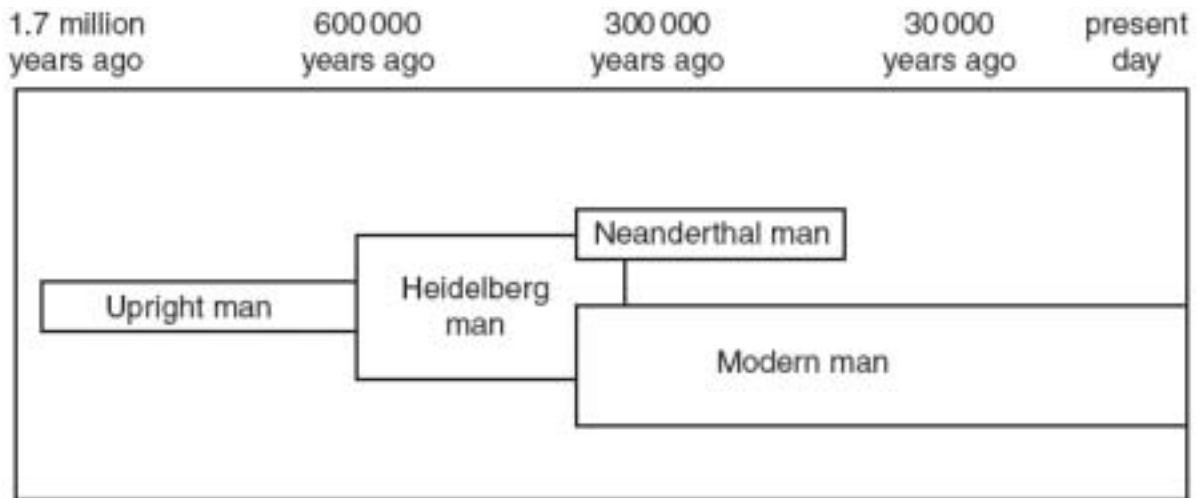 1.7 million years ago
600 000 years ago
300 000 years ago
30 000 years ago
present day
Neanderthal man
Heidelberg man
Upright man
Modern man